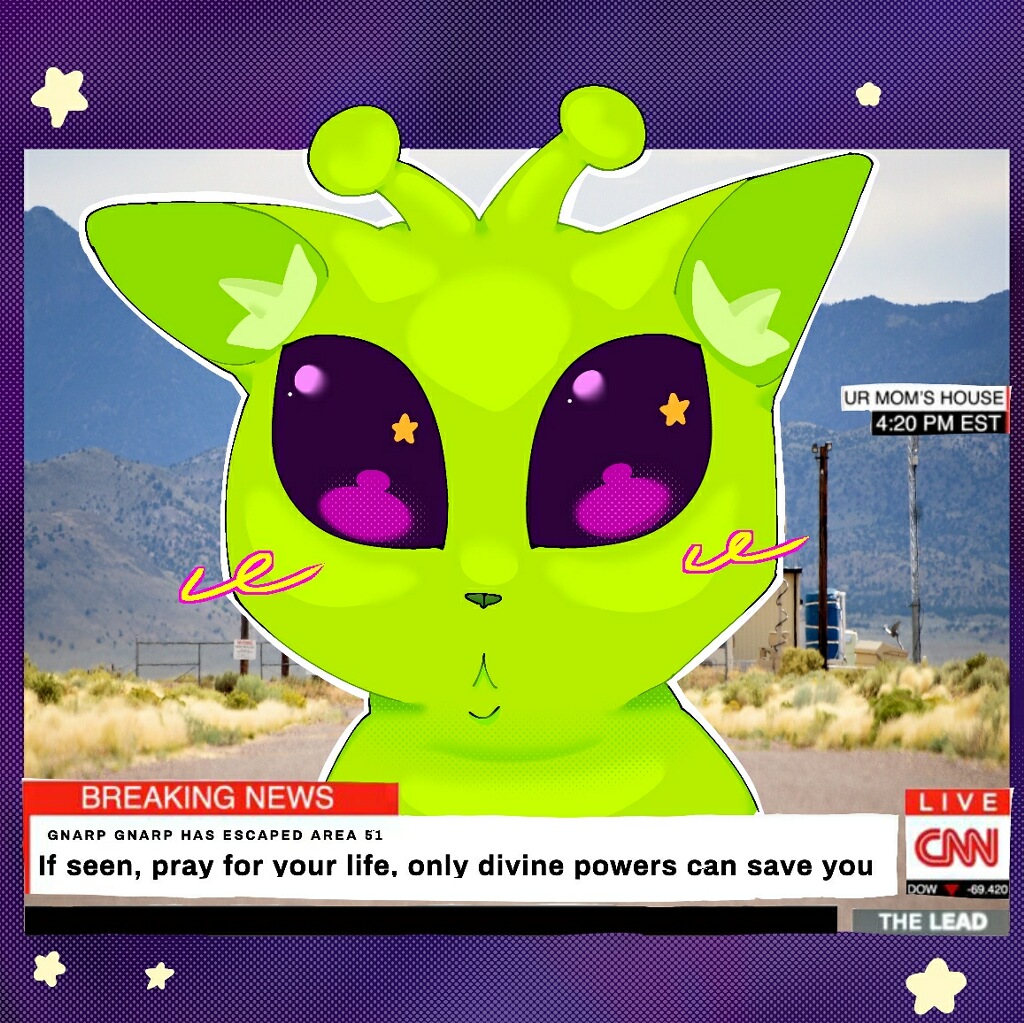 UR MOM'S HOUSE
4:20 PM EST
BREAKING NEWS
GNARP GNARP HAS ESCAPED AREA 51
If seen, pray for your life, only divine powers can save you
LIVE
CNN
DOW ▼ -69.420
THE LEAD